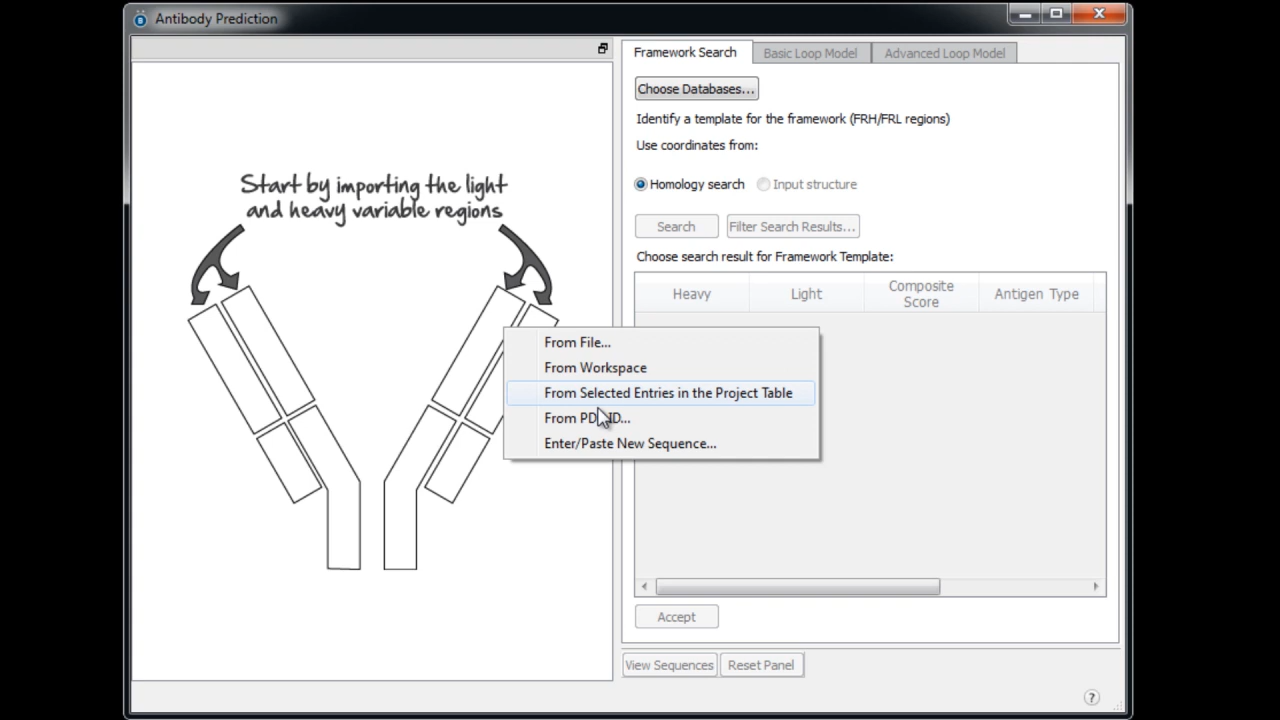 Antibody Prediction
Start by importing the light
and heavy variable regions
Framework Search
Basic Loop Model
Advanced Loop Model
Choose Databases...
Identify a template for the framework (FRH/FRL regions)
Use coordinates from:
Homology search
Input structure
Search
Filter Search Results...
Choose search result for Framework Template:
Heavy
Light
Composite
Score
Antigen Type
From File...
From Workspace
From Selected Entries in the Project Table
From PDB ID...
Enter/Paste New Sequence...
Accept
View Sequences
Reset Panel
?